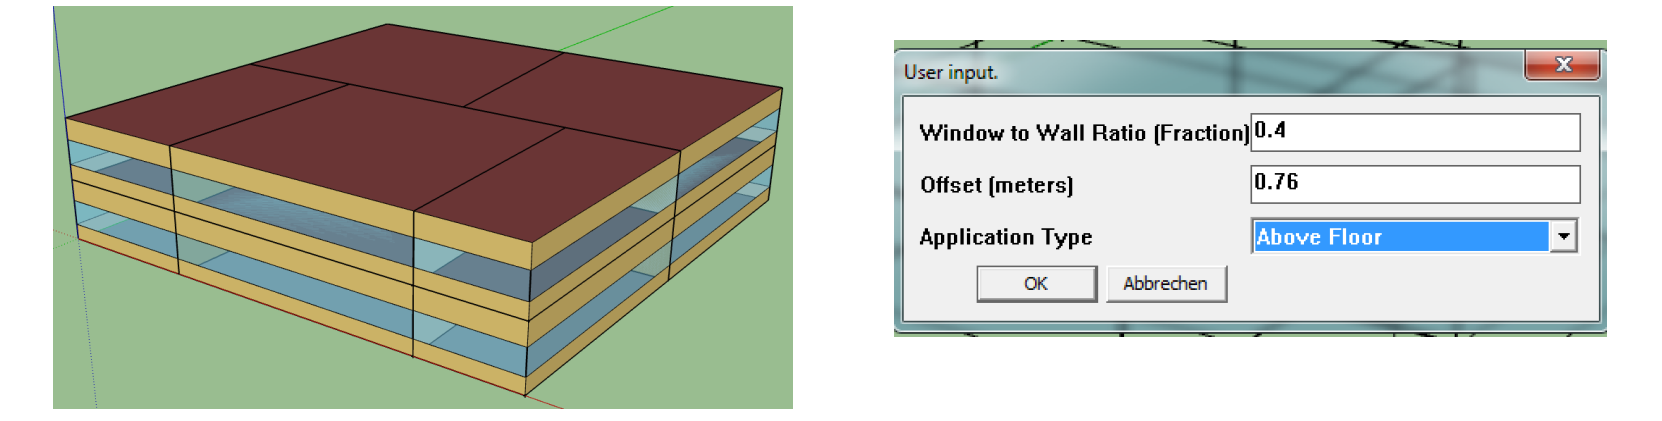 User input.
Window to Wall Ratio (Fraction) 0.4
Offset (meters) 0.76
Application Type Above Floor
OK Abbrechen